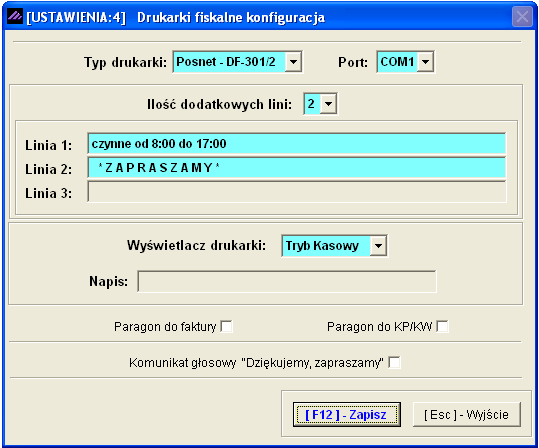 [USTAWIENIA:4] Drukarki fiskalne konfiguracja
Typ drukarki: Posnet - DF-301/2 Port: COM1
Ilość dodatkowych lini: 2
Linia 1: czynne od 8:00 do 17:00
Linia 2: * Z A P R A S Z A M Y *
Linia 3:
Wyświetlacz drukarki: Tryb Kasowy
Napis:
Paragon do faktury Paragon do KP/KW
Komunikat głosowy "Dziękujemy, zapraszamy"
[ F12 ] - Zapisz [ Esc ] - Wyjście